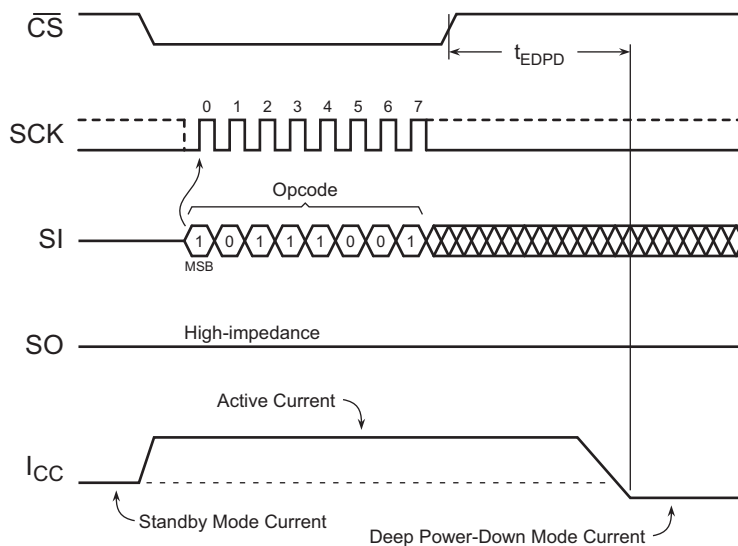 CS
tEDPD
0 1 2 3 4 5 6 7
SCK
Opcode
SI
1 0 1 1 1 0 0 1
MSB
High-impedance
SO
Active Current
ICC
Standby Mode Current
Deep Power-Down Mode Current